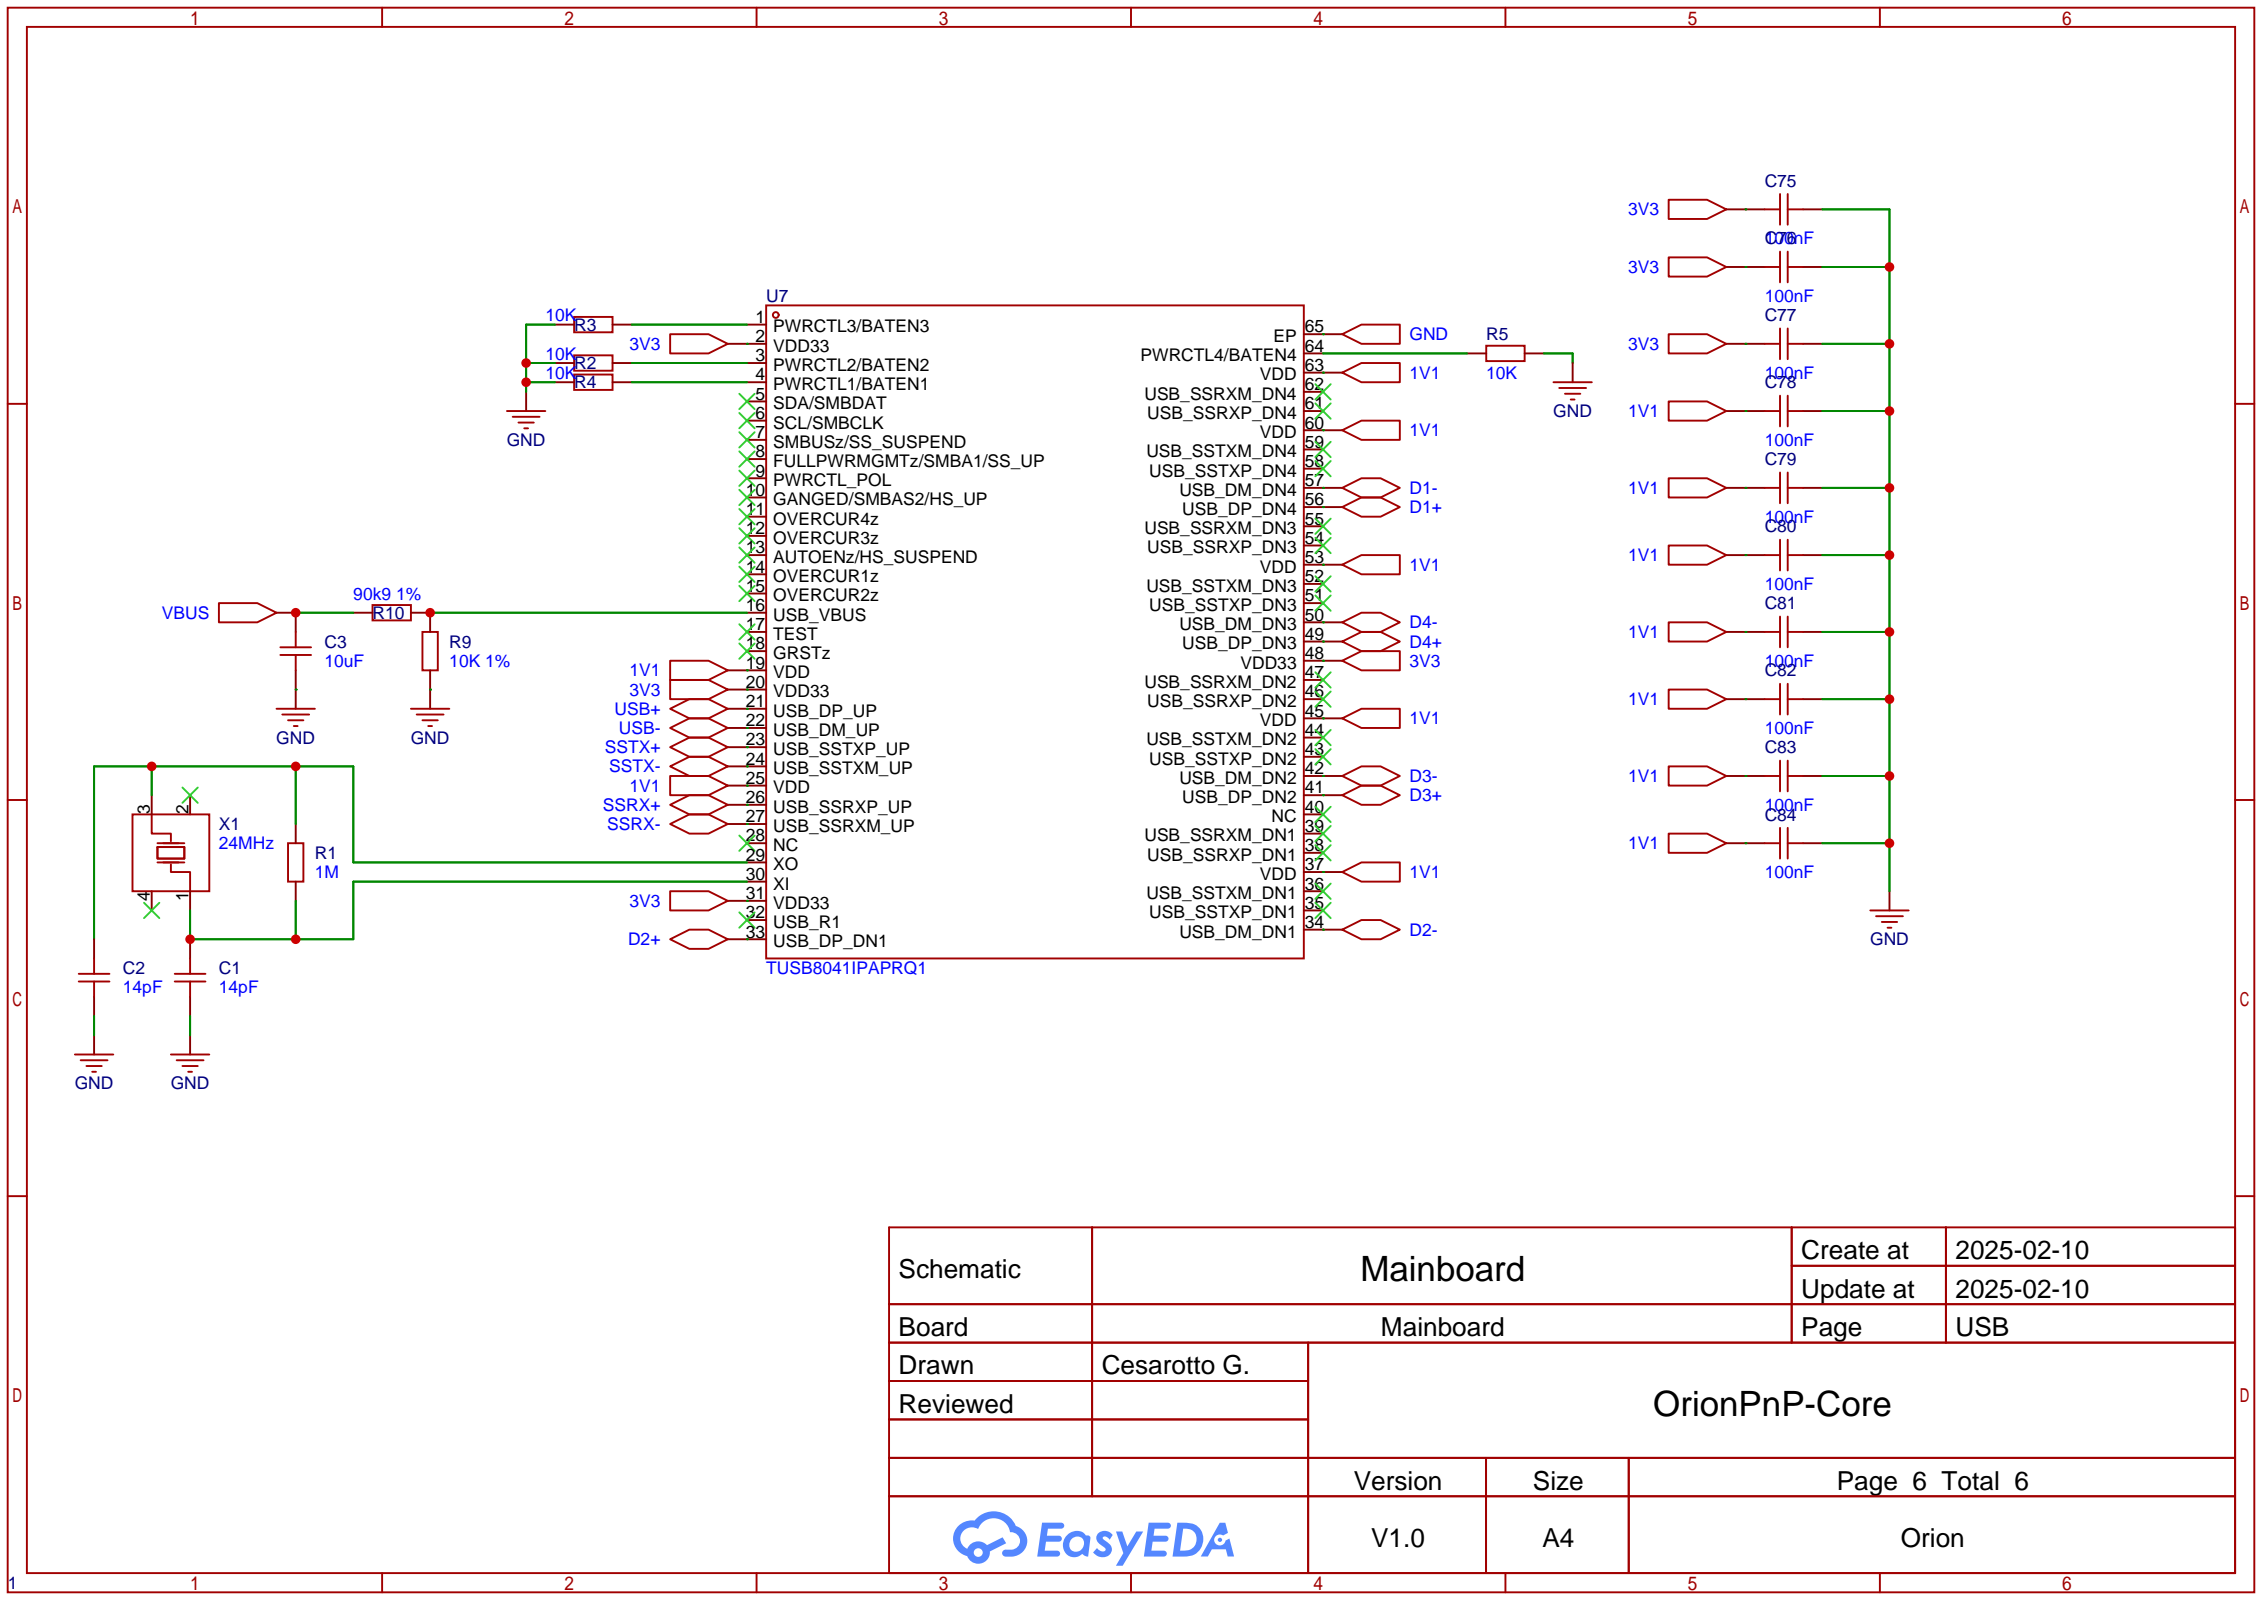 1 2 3 4 5 6
A A
B B
C C
D D
U7
10K R3
3V3
10K R2
10K R4
GND
1 PWRCTL3/BATEN3
2 VDD33
3 PWRCTL2/BATEN2
4 PWRCTL1/BATEN1
5 SDA/SMBDAT
6 SCL/SMBCLK
7 SMBUSz/SS_SUSPEND
8 FULLPWRMGMTz/SMBA1/SS_UP
9 PWRCTL_POL
10 GANGED/SMBAS2/HS_UP
11 OVERCUR4z
12 OVERCUR3z
13 AUTOENz/HS_SUSPEND
14 OVERCUR1z
15 OVERCUR2z
16 USB_VBUS
17 TEST
18 GRSTz
1V1 19 VDD
3V3 20 VDD33
USB+ 21 USB_DP_UP
USB- 22 USB_DM_UP
SSTX+ 23 USB_SSTXP_UP
SSTX- 24 USB_SSTXM_UP
1V1 25 VDD
SSRX+ 26 USB_SSRXP_UP
SSRX- 27 USB_SSRXM_UP
28 NC
29 XO
30 XI
3V3 31 VDD33
32 USB_R1
D2+ 33 USB_DP_DN1
TUSB8041IPAPRQ1
EP 65 GND
PWRCTL4/BATEN4 64
R5
10K
GND
VDD 63 1V1
USB_SSRXM_DN4 62
USB_SSRXP_DN4 61
VDD 60 1V1
USB_SSTXM_DN4 59
USB_SSTXP_DN4 58
USB_DM_DN4 57 D1-
USB_DP_DN4 56 D1+
USB_SSRXM_DN3 55
USB_SSRXP_DN3 54
VDD 53 1V1
USB_SSTXM_DN3 52
USB_SSTXP_DN3 51
USB_DM_DN3 50 D4-
USB_DP_DN3 49 D4+
VDD33 48 3V3
USB_SSRXM_DN2 47
USB_SSRXP_DN2 46
VDD 45 1V1
USB_SSTXM_DN2 44
USB_SSTXP_DN2 43
USB_DM_DN2 42 D3-
USB_DP_DN2 41 D3+
NC 40
USB_SSRXM_DN1 39
USB_SSRXP_DN1 38
VDD 37 1V1
USB_SSTXM_DN1 36
USB_SSTXP_DN1 35
USB_DM_DN1 34 D2-
VBUS
90k9 1%
R10
C3
10uF
GND
R9
10K 1%
GND
3 2
4 1
X1
24MHz
R1
1M
C2
14pF
GND
C1
14pF
GND
C75
3V3
100nF
C76
3V3
100nF
C77
3V3
100nF
C78
1V1
100nF
C79
1V1
100nF
C80
1V1
100nF
C81
1V1
100nF
C82
1V1
100nF
C83
1V1
100nF
C84
1V1
100nF
GND
Schematic Mainboard
Create at 2025-02-10
Update at 2025-02-10
Board Mainboard
Page USB
Drawn Cesarotto G.
Reviewed
OrionPnP-Core
Version Size Page 6 Total 6
EasyEDA V1.0 A4 Orion
1
1 2 3 4 5 6